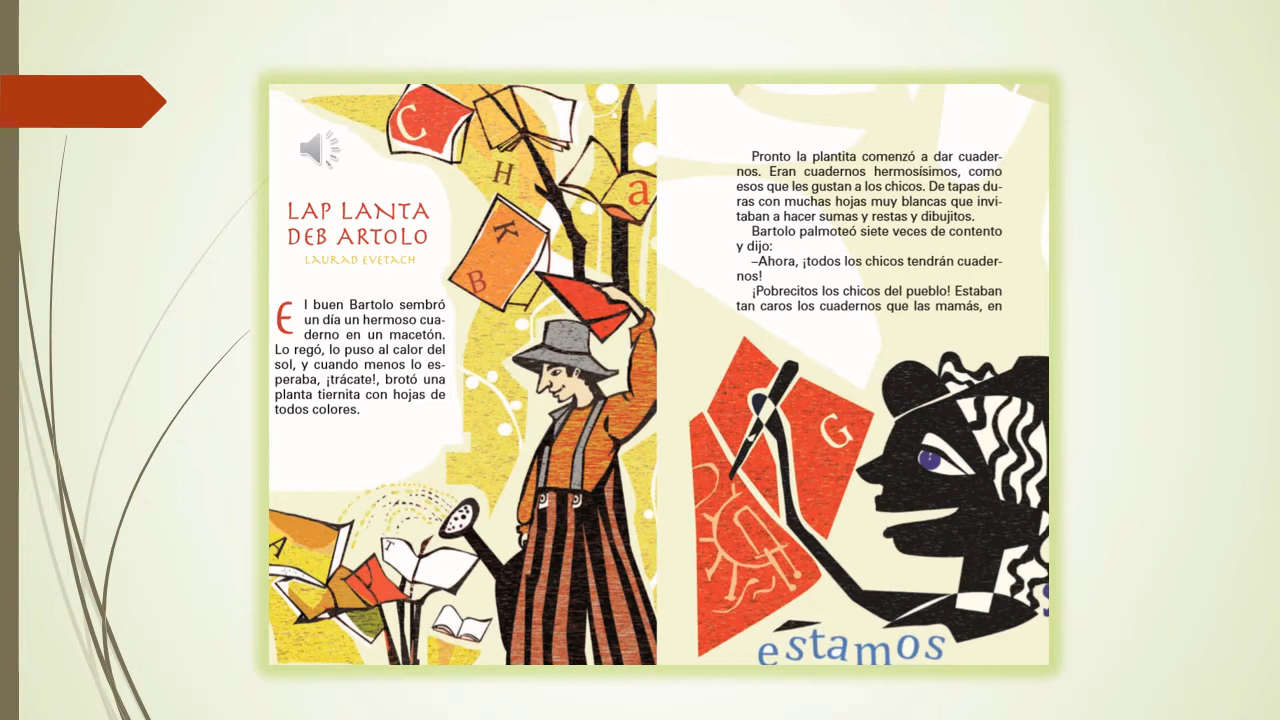 LAP LANTA
DEB ARTOLO
LAURAD EVETACH
El buen Bartolo sembró
un día un hermoso cua-
derno en un macetón.
Lo regó, lo puso al calor del
sol, y cuando menos lo es-
peraba, ¡trácate!, brotó una
planta tiernita con hojas de
todos colores.
C
H
a
K
B
A
T
Pronto la plantita comenzó a dar cuader-
nos. Eran cuadernos hermosísimos, como
esos que les gustan a los chicos. De tapas du-
ras con muchas hojas muy blancas que invi-
taban a hacer sumas y restas y dibujitos.
Bartolo palmoteó siete veces de contento
y dijo:
–Ahora, ¡todos los chicos tendrán cuader-
nos!
¡Pobrecitos los chicos del pueblo! Estaban
tan caros los cuadernos que las mamás, en
G
estamos